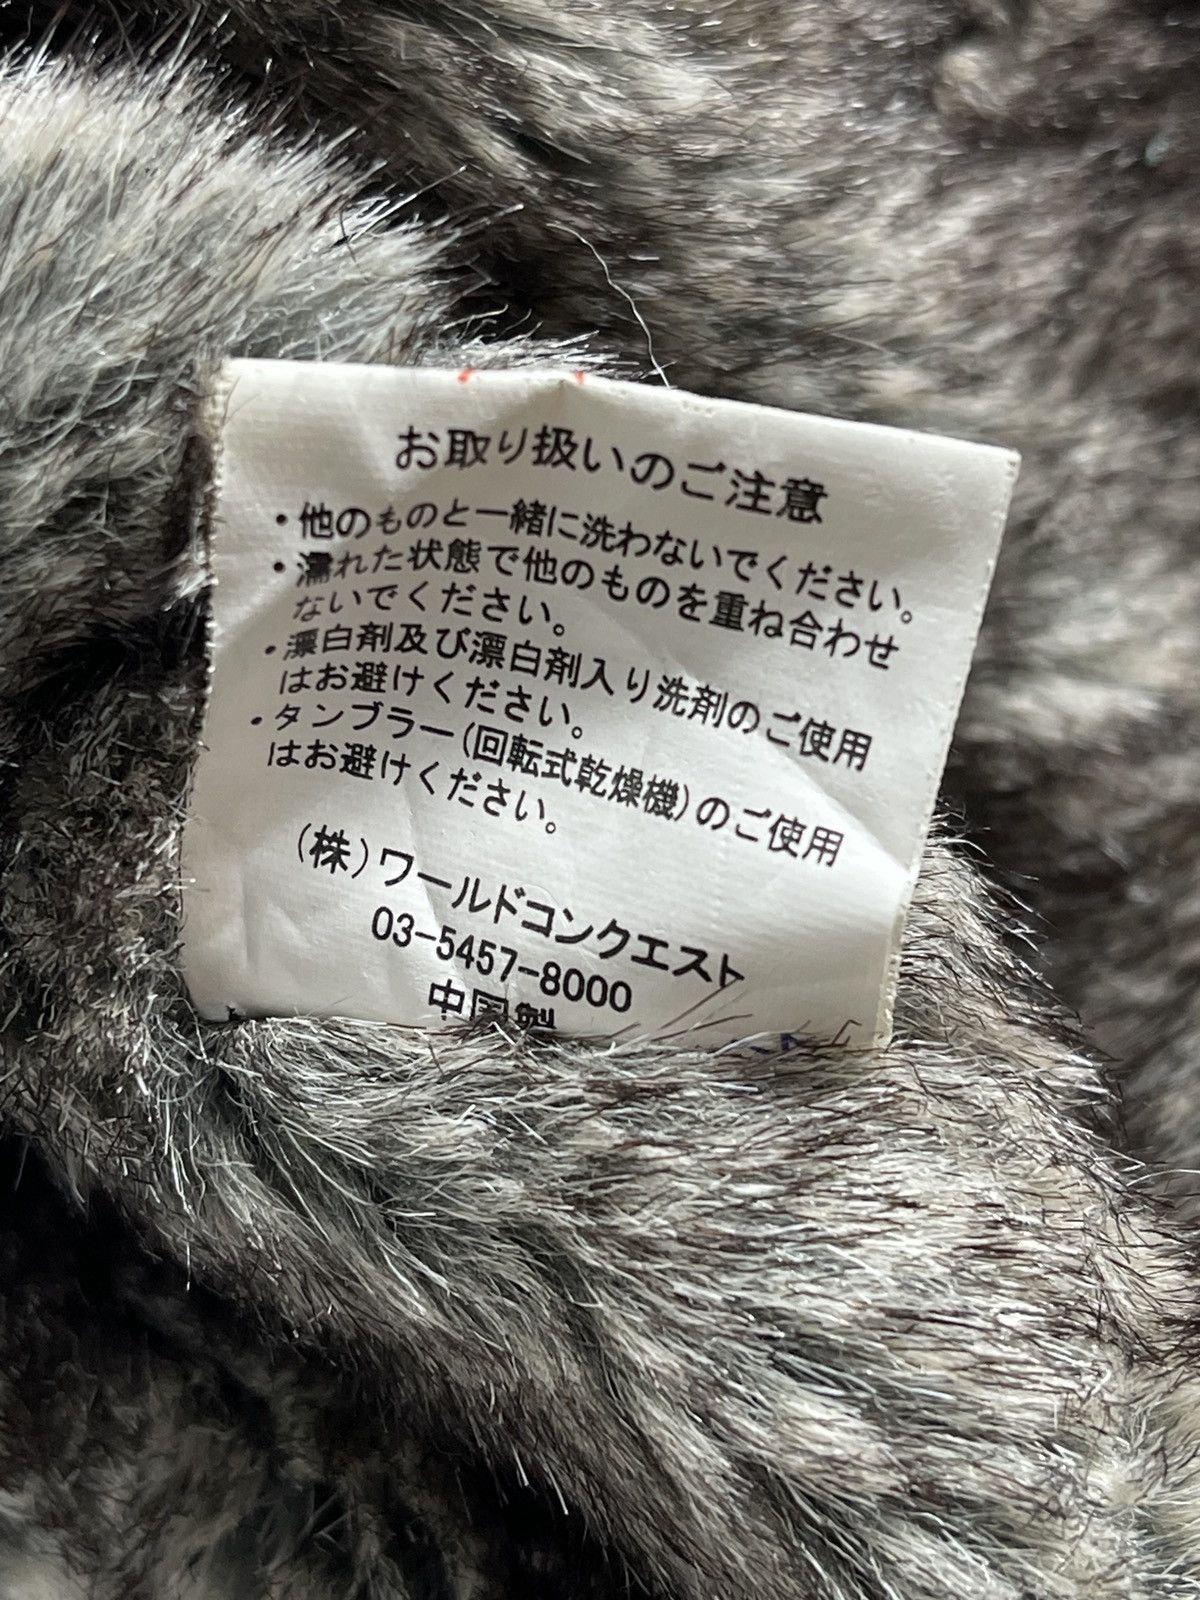 お取り扱いのご注意
・他のものと一緒に洗わないでください。
・濡れた状態で他のものを重ね合わせ
ないでください。
・漂白剤及び漂白剤入り洗剤のご使用
はお避けください。
・タンブラー(回転式乾燥機)のご使用
はお避けください。
(株)ワールドコンクエスト
03-5457-8000
中国製